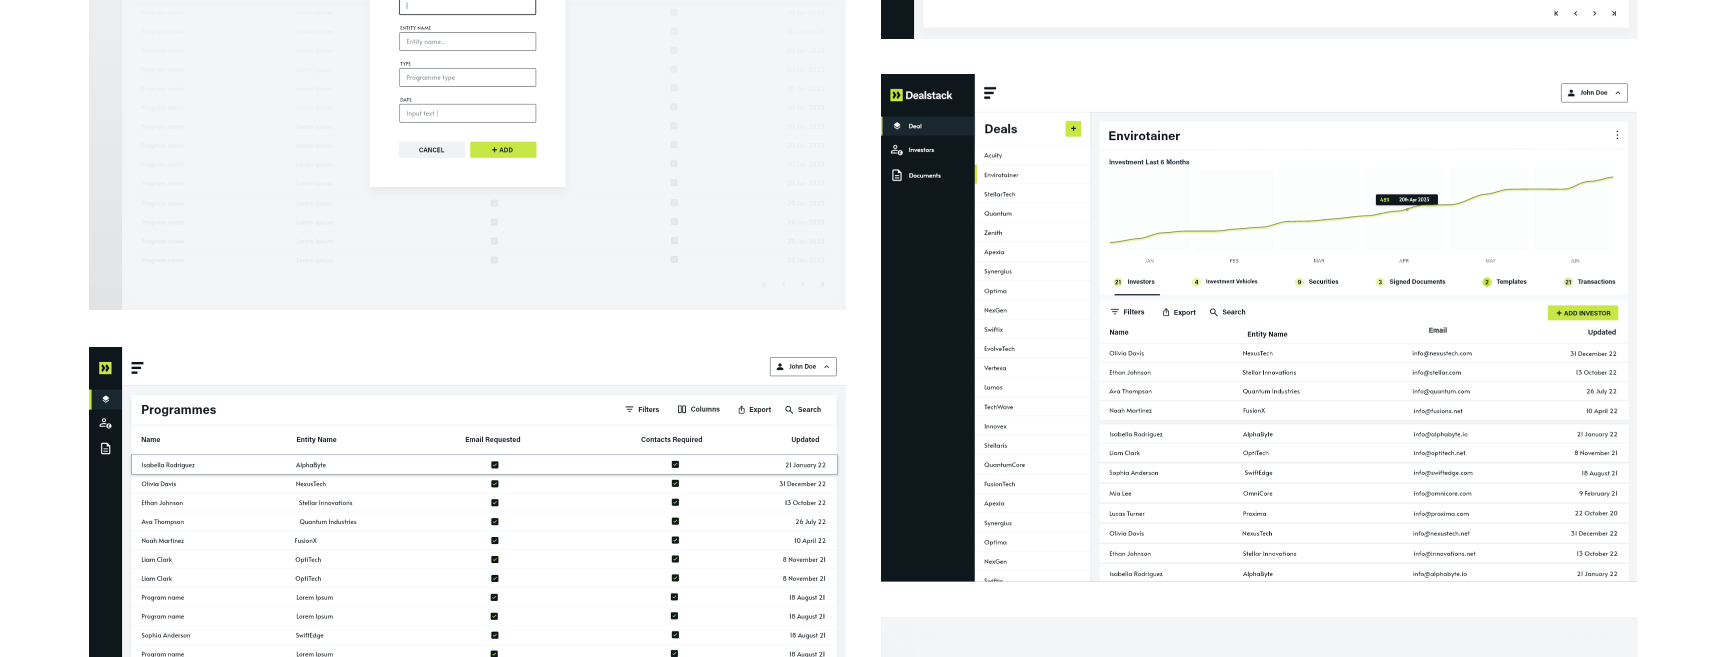 ENTITY NAME
Entity name...
TYPE
Programme type
DATE
Input text |
CANCEL
+ ADD
John Doe
Programmes
Filters
Columns
Export
Search
Name Entity Name Email Requested Contacts Required Updated
Isabella Rodriguez AlphaByte 21 January 22
Olivia Davis NexusTech 31 December 22
Ethan Johnson Stellar Innovations 13 October 22
Ava Thompson Quantum Industries 26 July 22
Noah Martinez FusionX 10 April 22
Liam Clark OptiTech 8 November 21
Liam Clark OptiTech 8 November 21
Program name Lorem Ipsum 18 August 21
Program name Lorem Ipsum 18 August 21
Sophia Anderson SwiftEdge 18 August 21
Program name Lorem Ipsum 18 August 21
Dealstack
Deal
Investors
Documents
John Doe
Deals
+
Acuity
Envirotainer
StellarTech
Quantum
Zenith
Apexia
Synergius
Optima
NexGen
Swiftix
EvolveTech
Vertexa
Lumos
TechWave
Innovex
Stellaris
QuantumCore
FusionTech
Apexia
Synergius
Optima
NexGen
Swiftix
Envirotainer
Investment Last 6 Months
20th Apr 2023
JAN FEB MAR APR MAY JUN
21 Investors 4 Investment Vehicles 9 Securities 3 Signed Documents 2 Templates 21 Transactions
Filters Export Search + ADD INVESTOR
Name Entity Name Email Updated
Olivia Davis NexusTech info@nexustech.com 31 December 22
Ethan Johnson Stellar Innovations info@stellar.com 13 October 22
Ava Thompson Quantum Industries info@quantum.com 26 July 22
Noah Martinez FusionX info@fusionx.net 10 April 22
Isabella Rodriguez AlphaByte info@alphabyte.io 21 January 22
Liam Clark OptiTech info@optitech.net 8 November 21
Sophia Anderson SwiftEdge info@swiftedge.com 18 August 21
Mia Lee OmniCore info@omnicore.com 9 February 21
Lucas Turner Proxima info@proxima.com 22 October 20
Olivia Davis NexusTech info@nexustech.net 31 December 22
Ethan Johnson Stellar Innovations info@innovations.net 13 October 22
Isabella Rodriguez AlphaByte info@alphabyte.io 21 January 22